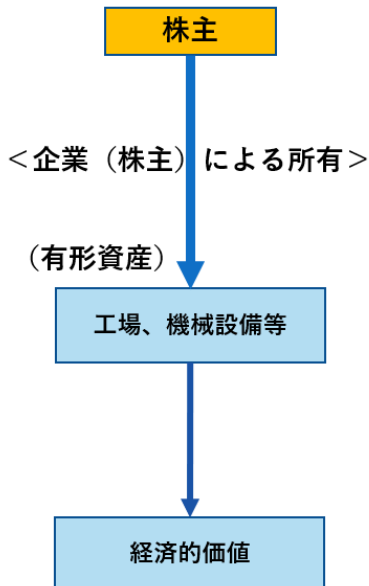 株主
＜企業（株主）による所有＞
（有形資産）
工場、機械設備等
経済的価値